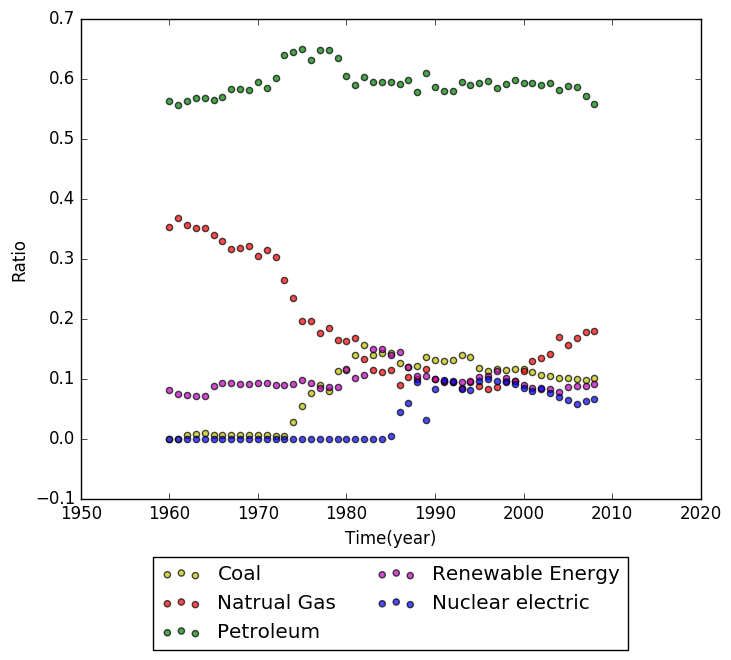 0.7
0.6
0.5
0.4
0.3
0.2
0.1
0.0
−0.1
Ratio
1950 1960 1970 1980 1990 2000 2010 2020
Time(year)
Coal Renewable Energy
Natrual Gas Nuclear electric
Petroleum